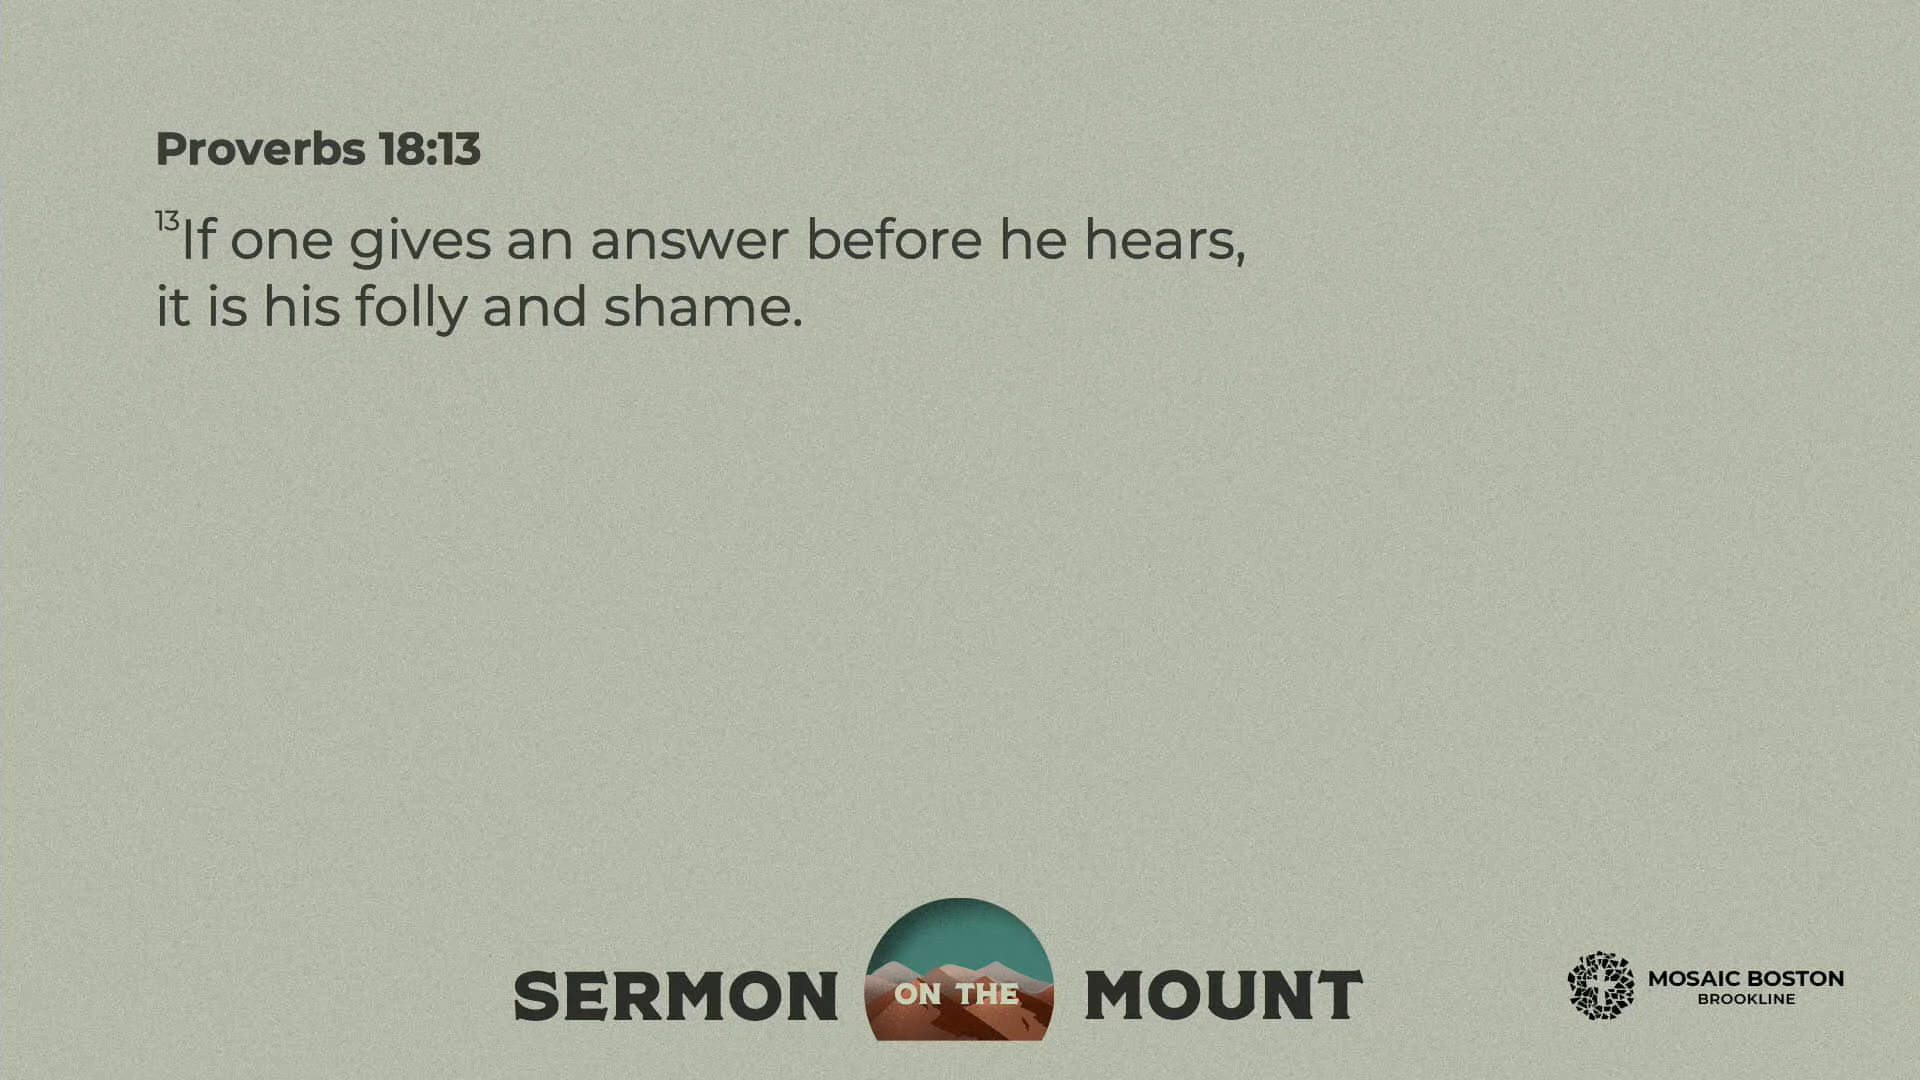 Proverbs 18:13
13If one gives an answer before he hears,
it is his folly and shame.
SERMON ON THE MOUNT
MOSAIC BOSTON
BROOKLINE